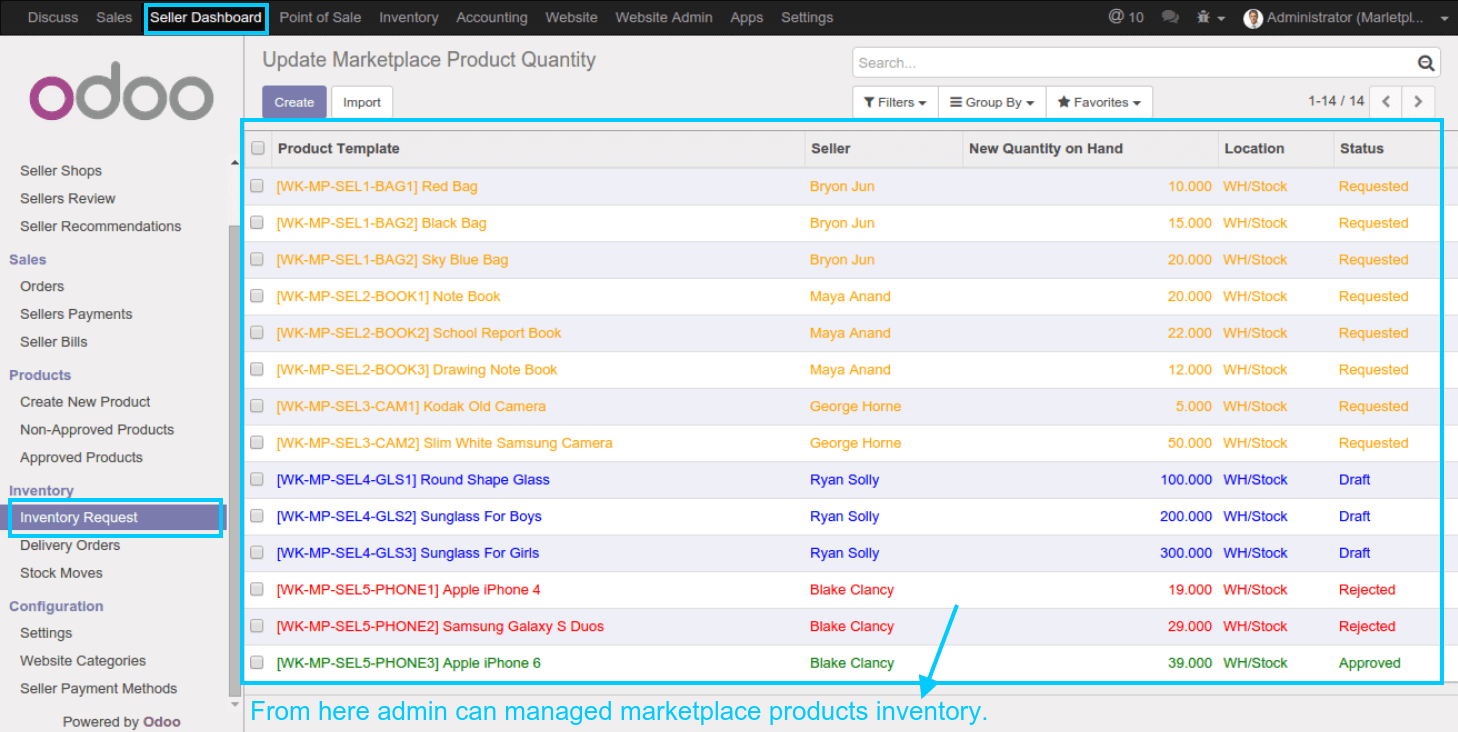 Discuss Sales Seller Dashboard Point of Sale Inventory Accounting Website Website Admin Apps Settings @ 10 Administrator (Marletpl...
odoo
Update Marketplace Product Quantity
Search...
Create Import
Filters Group By Favorites 1-14 / 14
Seller Shops
Sellers Review
Seller Recommendations
Sales
Orders
Sellers Payments
Seller Bills
Products
Create New Product
Non-Approved Products
Approved Products
Inventory
Inventory Request
Delivery Orders
Stock Moves
Configuration
Settings
Website Categories
Seller Payment Methods
Powered by Odoo
Product Template Seller New Quantity on Hand Location Status
[WK-MP-SEL1-BAG1] Red Bag Bryon Jun 10.000 WH/Stock Requested
[WK-MP-SEL1-BAG2] Black Bag Bryon Jun 15.000 WH/Stock Requested
[WK-MP-SEL1-BAG2] Sky Blue Bag Bryon Jun 20.000 WH/Stock Requested
[WK-MP-SEL2-BOOK1] Note Book Maya Anand 20.000 WH/Stock Requested
[WK-MP-SEL2-BOOK2] School Report Book Maya Anand 22.000 WH/Stock Requested
[WK-MP-SEL2-BOOK3] Drawing Note Book Maya Anand 12.000 WH/Stock Requested
[WK-MP-SEL3-CAM1] Kodak Old Camera George Horne 5.000 WH/Stock Requested
[WK-MP-SEL3-CAM2] Slim White Samsung Camera George Horne 50.000 WH/Stock Requested
[WK-MP-SEL4-GLS1] Round Shape Glass Ryan Solly 100.000 WH/Stock Draft
[WK-MP-SEL4-GLS2] Sunglass For Boys Ryan Solly 200.000 WH/Stock Draft
[WK-MP-SEL4-GLS3] Sunglass For Girls Ryan Solly 300.000 WH/Stock Draft
[WK-MP-SEL5-PHONE1] Apple iPhone 4 Blake Clancy 19.000 WH/Stock Rejected
[WK-MP-SEL5-PHONE2] Samsung Galaxy S Duos Blake Clancy 29.000 WH/Stock Rejected
[WK-MP-SEL5-PHONE3] Apple iPhone 6 Blake Clancy 39.000 WH/Stock Approved
From here admin can managed marketplace products inventory.